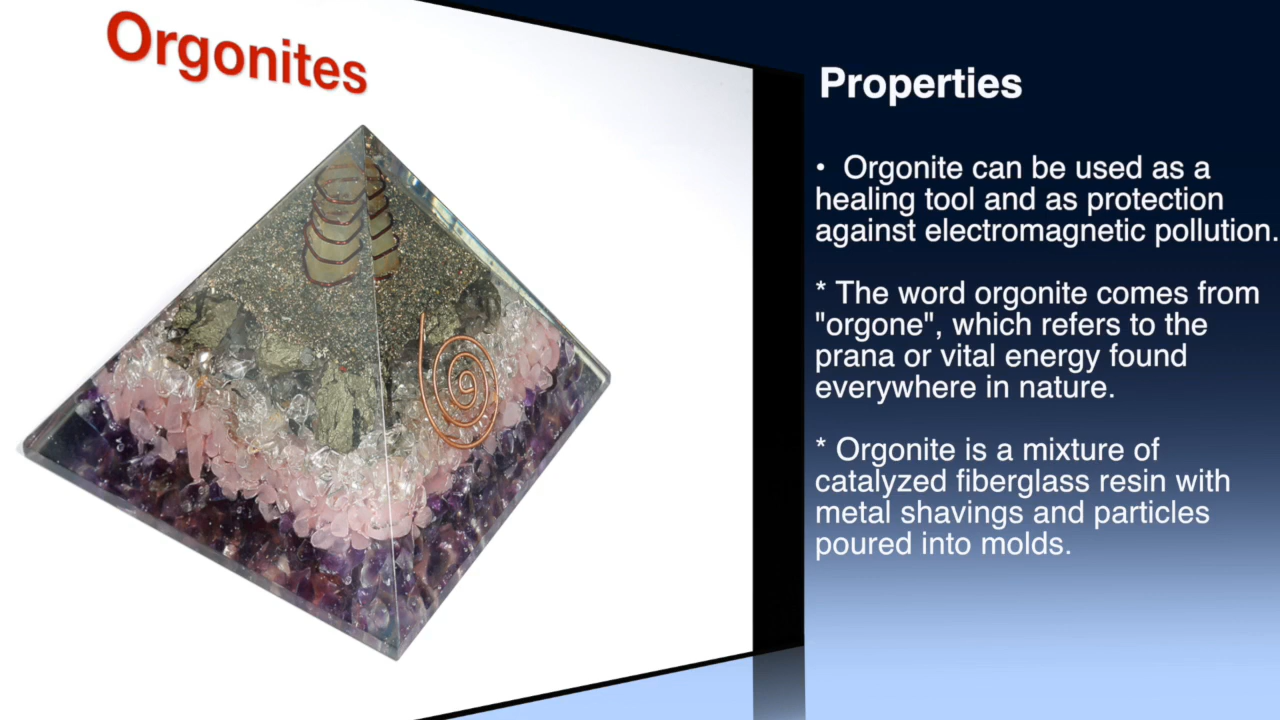 Orgonites
Properties
• Orgonite can be used as a
healing tool and as protection
against electromagnetic pollution.
* The word orgonite comes from
"orgone", which refers to the
prana or vital energy found
everywhere in nature.
* Orgonite is a mixture of
catalyzed fiberglass resin with
metal shavings and particles
poured into molds.